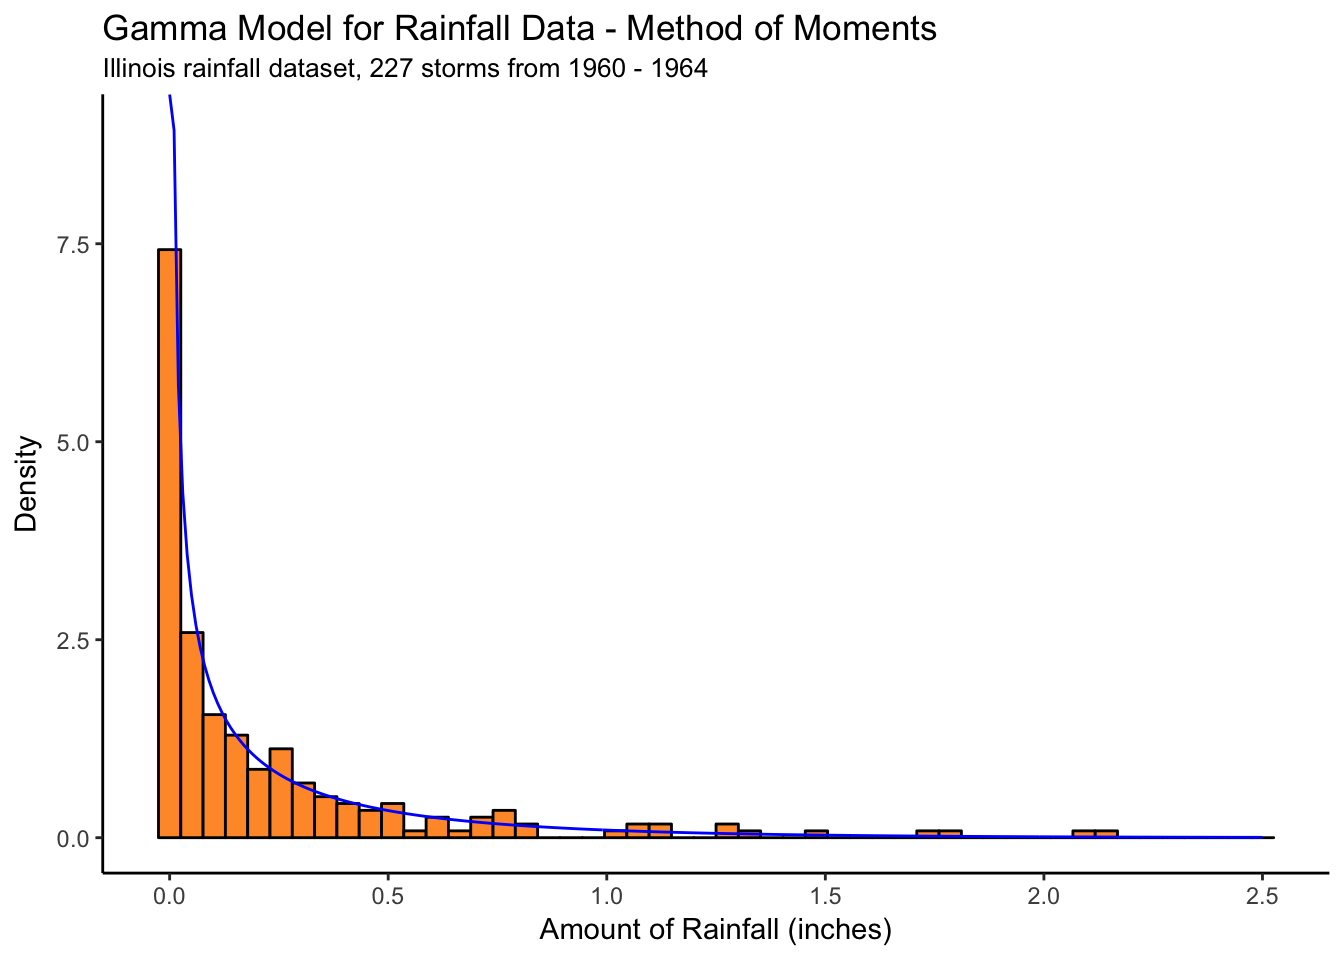 Gamma Model for Rainfall Data - Method of Moments
Illinois rainfall dataset, 227 storms from 1960 - 1964
7.5
5.0
2.5
0.0
Density
0.0 0.5 1.0 1.5 2.0 2.5
Amount of Rainfall (inches)